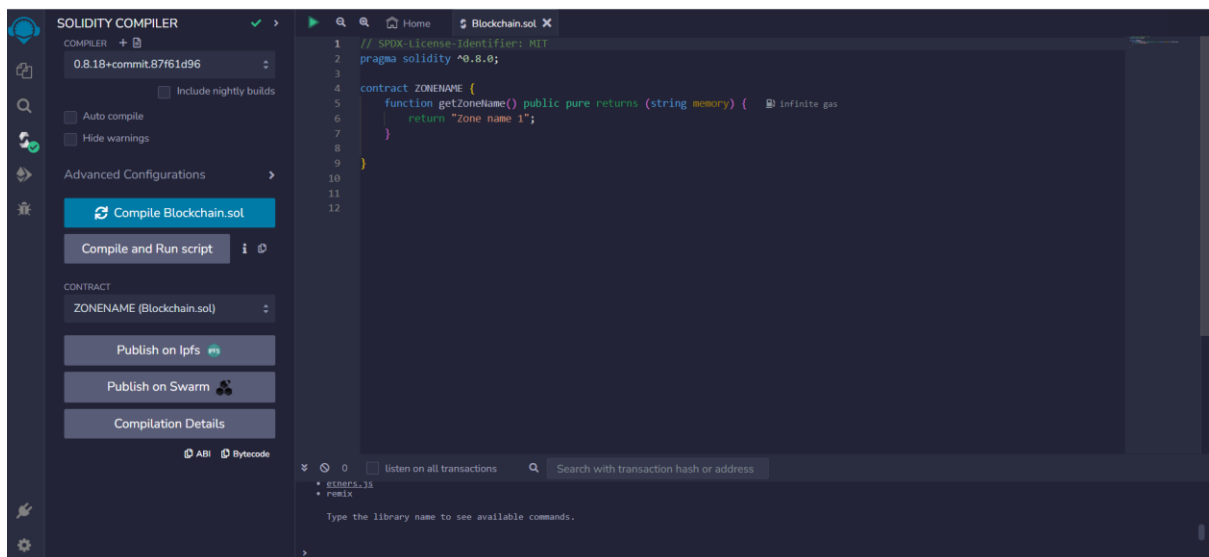 SOLIDITY COMPILER
COMPILER
0.8.18+commit.87f61d96
Include nightly builds
Auto compile
Hide warnings
Advanced Configurations
Compile Blockchain.sol
Compile and Run script
CONTRACT
ZONENAME (Blockchain.sol)
Publish on Ipfs
Publish on Swarm
Compilation Details
ABI Bytecode
Home Blockchain.sol
1 // SPDX-License-Identifier: MIT
2 pragma solidity ^0.8.0;
3
4 contract ZONENAME {
5 function getZoneName() public pure returns (string memory) { infinite gas
6 return "Zone name 1";
7 }
8
9 }
10
11
12
0 listen on all transactions Search with transaction hash or address
• ethers.js
• remix
Type the library name to see available commands.
>